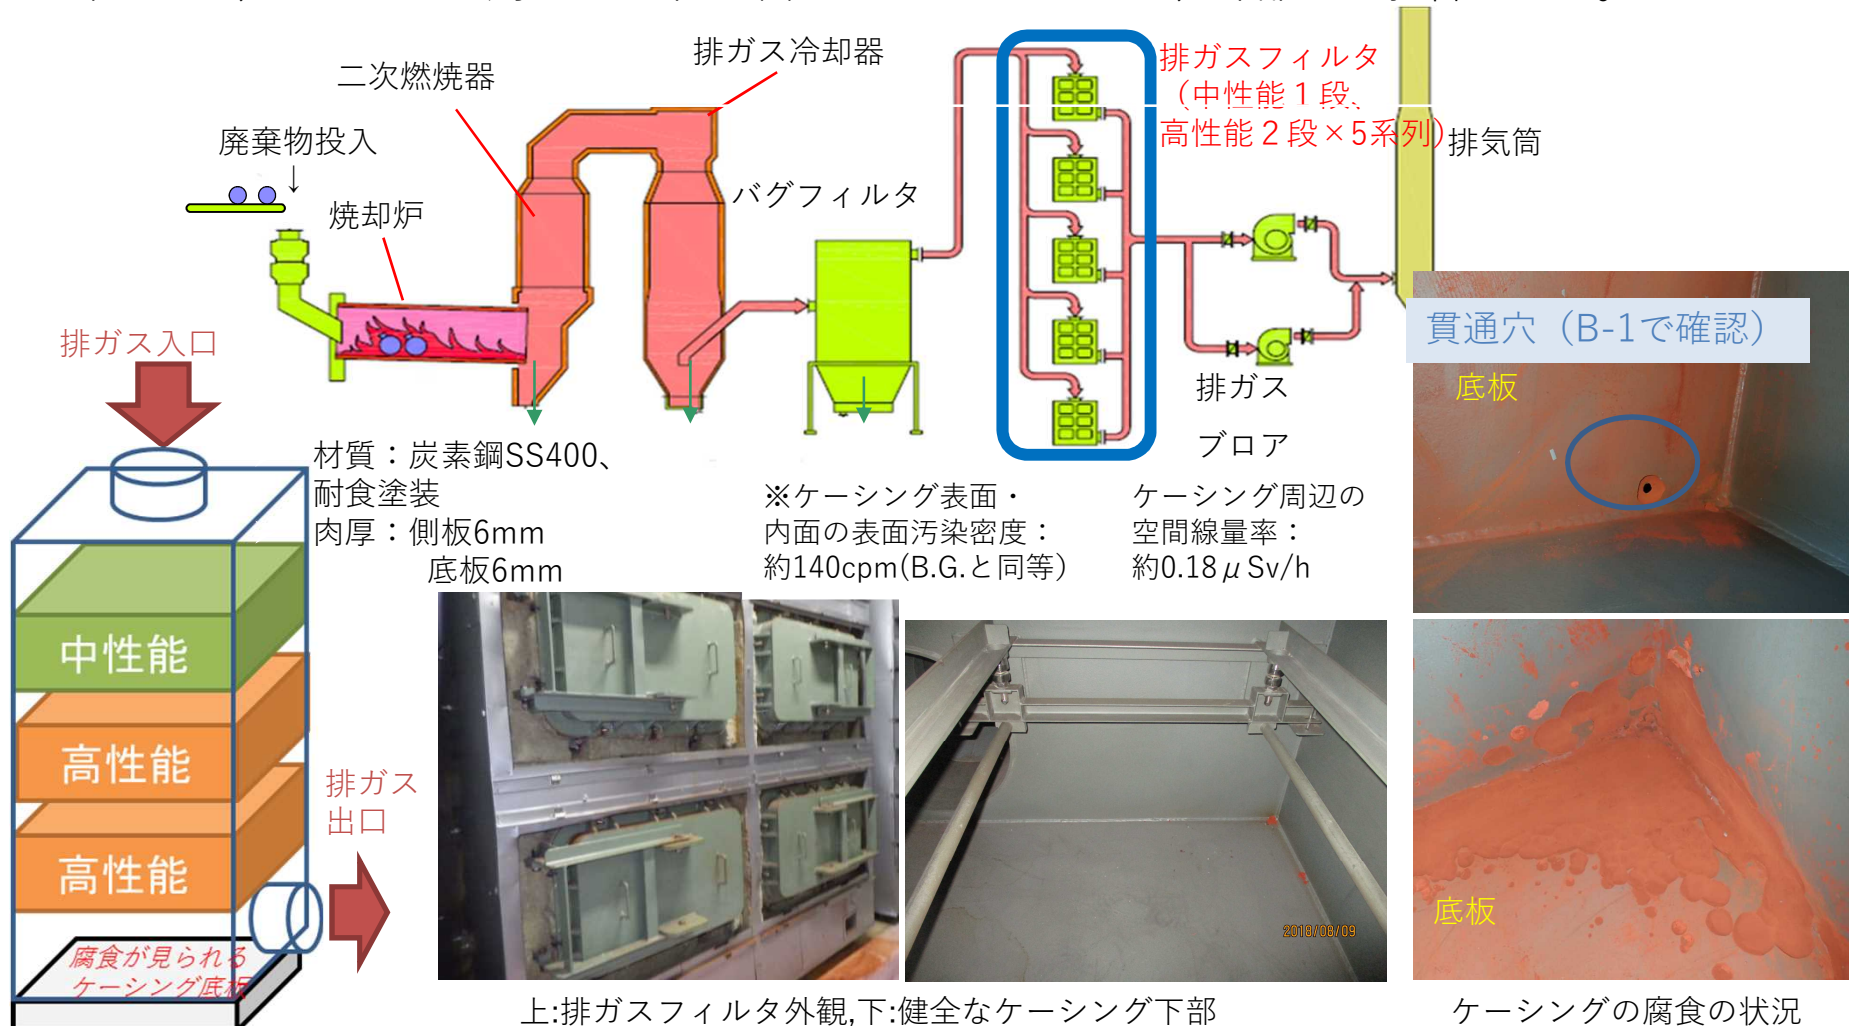 排ガス冷却器
二次燃焼器
排ガスフィルタ
（中性能１段、
高性能２段×5系列）
廃棄物投入
↓
排気筒
バグフィルタ
焼却炉
貫通穴（B-1で確認）
排ガス入口
底板
排ガス
ブロア
材質：炭素鋼SS400、
耐食塗装
肉厚：側板6mm
底板6mm
※ケーシング表面・
内面の表面汚染密度：
約140cpm(B.G.と同等)
ケーシング周辺の
空間線量率：
約0.18μSv/h
中性能
高性能
高性能
排ガス
出口
腐食が見られる
ケーシング底板
2018/08/09
底板
上:排ガスフィルタ外観,下:健全なケーシング下部
ケーシングの腐食の状況